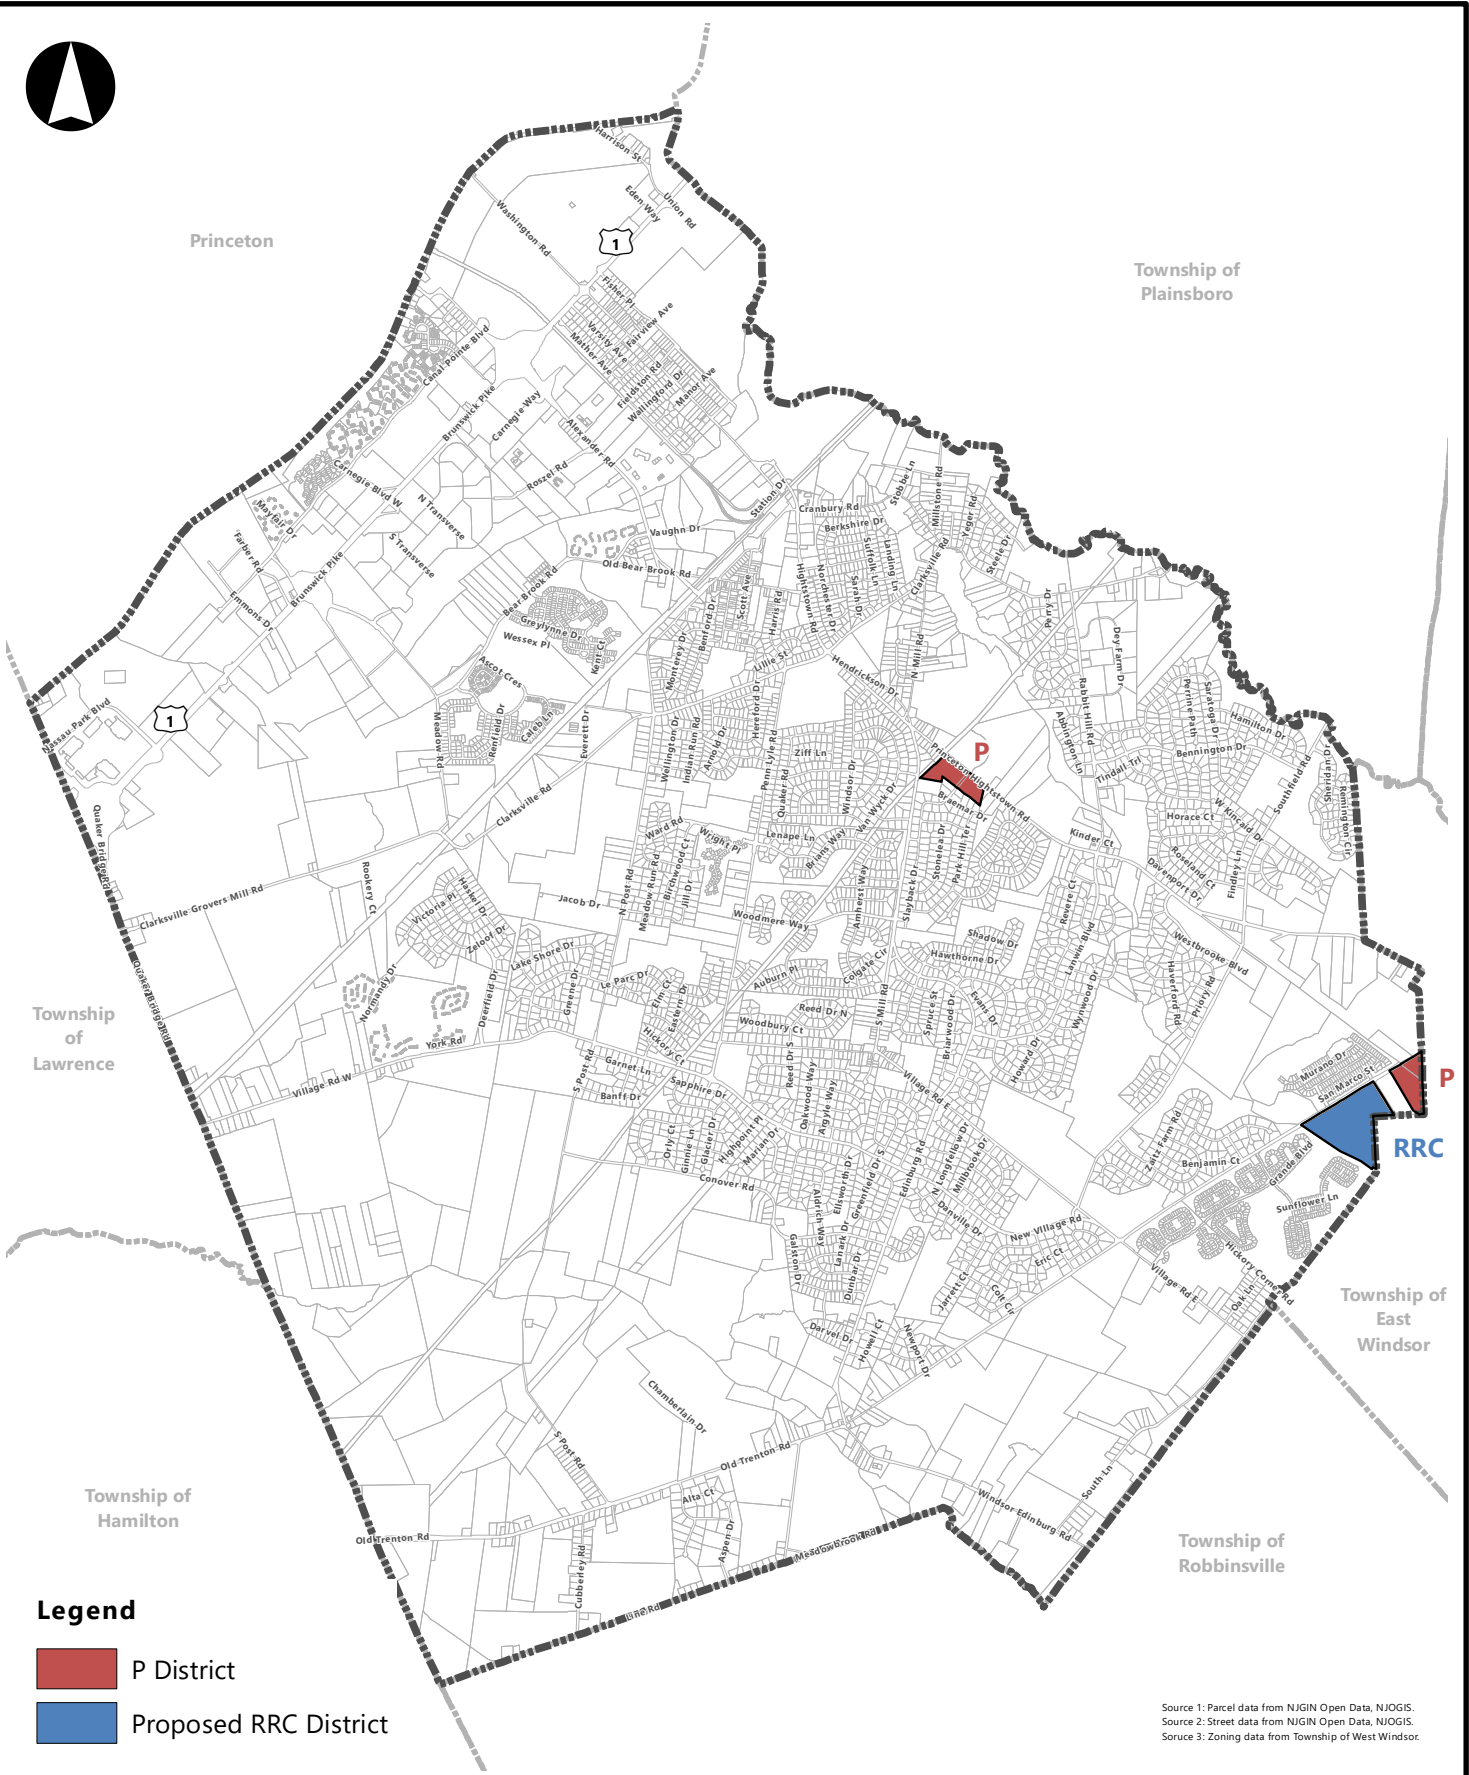 Harrison St
Eden Way
Union Rd
Washington Rd
1
Princeton
Township of
Plainsboro
Fisher Pl
Fairview Ave
Varsity Ave
Mather Ave
Canal Pointe Blvd
Fieldston Rd
Wallingford Dr
Manor Ave
Brunswick Pike
Carnegie Way
Alexander Rd
Roszel Rd
Carnegie Blvd W
N Transverse
S Transverse
Mayfair Dr
Farber Rd
Emmons Dr
Brunswick Pike
Station Dr
Vaughn Dr
Old Bear Brook Rd
Bear Brook Rd
Cranbury Rd
Berkshire Dr
Stobbe Ln
Millstone Rd
Yeger Rd
Steele Dr
Suffolk Ln
Landing Ln
Sarah Dr
Norchester Dr
Hightstown Rd
Clarksville Rd
Scott Ave
Benford Dr
Harris Rd
Monterey Dr
Lillie St
Greylynne Dr
Wessex Pl
Kent Ct
Ascot Cres
Hendrickson Dr
N Mill Rd
Perry Dr
Dey Farm Dr
Rabbit Hill Rd
Abbington Ln
Perrine Path
Saratoga Dr
Hamilton Dr
Bennington Dr
Tindall Trl
Southfield Rd
Sheridan Dr
Remington Cir
Nassau Park Blvd
1
Meadow Rd
Renfield Dr
Caleb Ln
Everett Dr
Wellington Dr
Indian Run Rd
Arnold Dr
Hereford Dr
Penn Lyle Rd
Ziff Ln
Quaker Rd
Windsor Dr
Van Wyck Dr
P
Princeton Hightstown Rd
Braemar Dr
Stonelea Dr
Park Hill Ter
Slayback Dr
Kinder Ct
Horace Ct
W Kincaid Dr
Roseland Ct
Davenport Dr
Findley Ln
Quaker Bridge Rd
Clarksville Rd
Clarksville Grovers Mill Rd
Rookery Ct
Ward Rd
Wright Pl
Lenape Ln
Brians Way
Amherst Way
N Post Rd
Meadow Run Rd
Birchwood Ct
Jill Dr
Jacob Dr
Woodmere Way
Haskel Dr
Victoria Pl
Zeloof Dr
Lake Shore Dr
Quaker Bridge Rd
Normandy Dr
Deerfield Dr
Greene Dr
Le Parc Dr
Elm Ct
Eastern Dr
Hickory Ct
Auburn Pl
Colgate Cir
Shadow Dr
Hawthorne Dr
Revere Ct
Lanwin Blvd
Wynwood Dr
Westbrooke Blvd
Haverford Rd
Priory Rd
Reed Dr N
Woodbury Ct
S Mill Rd
Spruce St
Briarwood Dr
Evans Dr
Howard Dr
Township
of
Lawrence
York Rd
Village Rd W
S Post Rd
Garnet Ln
Sapphire Dr
Banff Dr
Reed Dr S
Oakwood Way
Argyle Way
Village Rd E
Murano Dr
San Marco St
P
RRC
Orly Ct
Ginnie Ln
Glacier Dr
Highpoint Pl
Marian Dr
Conover Rd
Edinburg Rd
N Longfellow Dr
Millbrook Dr
Zaitz Farm Rd
Benjamin Ct
Grande Blvd
Sunflower Ln
Aldrich Way
Ellsworth Dr
Greenfield Dr S
Danville Dr
New Village Rd
Galston Dr
Lanark Dr
Dunbar Dr
Eric Ct
Jarrett Ct
Colt Cir
Village Rd E
Hickory Corner Rd
Oak Ln
Township of
East
Windsor
Darvel Dr
Howell Ct
Newport Dr
Chamberlain Dr
S Post Rd
Old Trenton Rd
South Ln
Windsor Edinburg Rd
Township of
Hamilton
Alta Ct
Aspen Dr
Old Trenton Rd
Cubberley Rd
Meadowbrook Rd
Line Rd
Township of
Robbinsville
Legend
P District
Proposed RRC District
Source 1: Parcel data from NJGIN Open Data, NJOGIS.
Source 2: Street data from NJGIN Open Data, NJOGIS.
Soruce 3: Zoning data from Township of West Windsor.